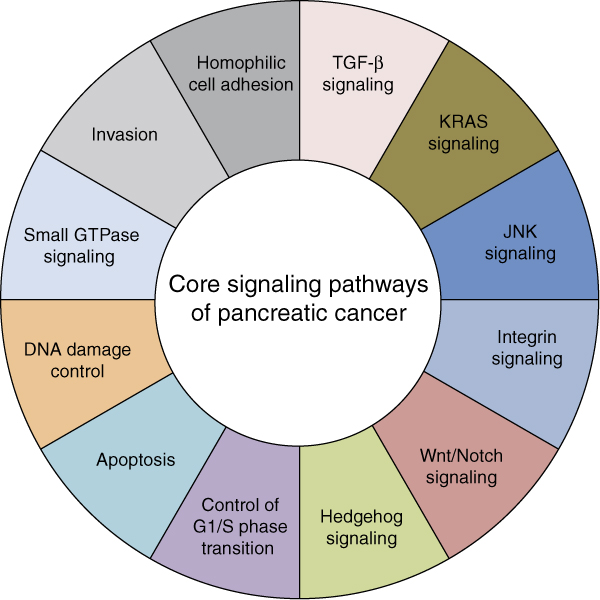 Homophilic
cell adhesion
TGF-β
signaling
KRAS
signaling
JNK
signaling
Integrin
signaling
Wnt/Notch
signaling
Hedgehog
signaling
Control of
G1/S phase
transition
Apoptosis
DNA damage
control
Small GTPase
signaling
Invasion
Core signaling pathways
of pancreatic cancer